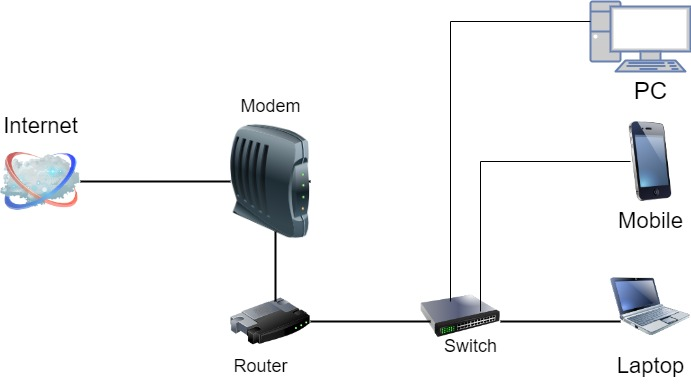 PC
Modem
Internet
Mobile
Switch
Router
Laptop